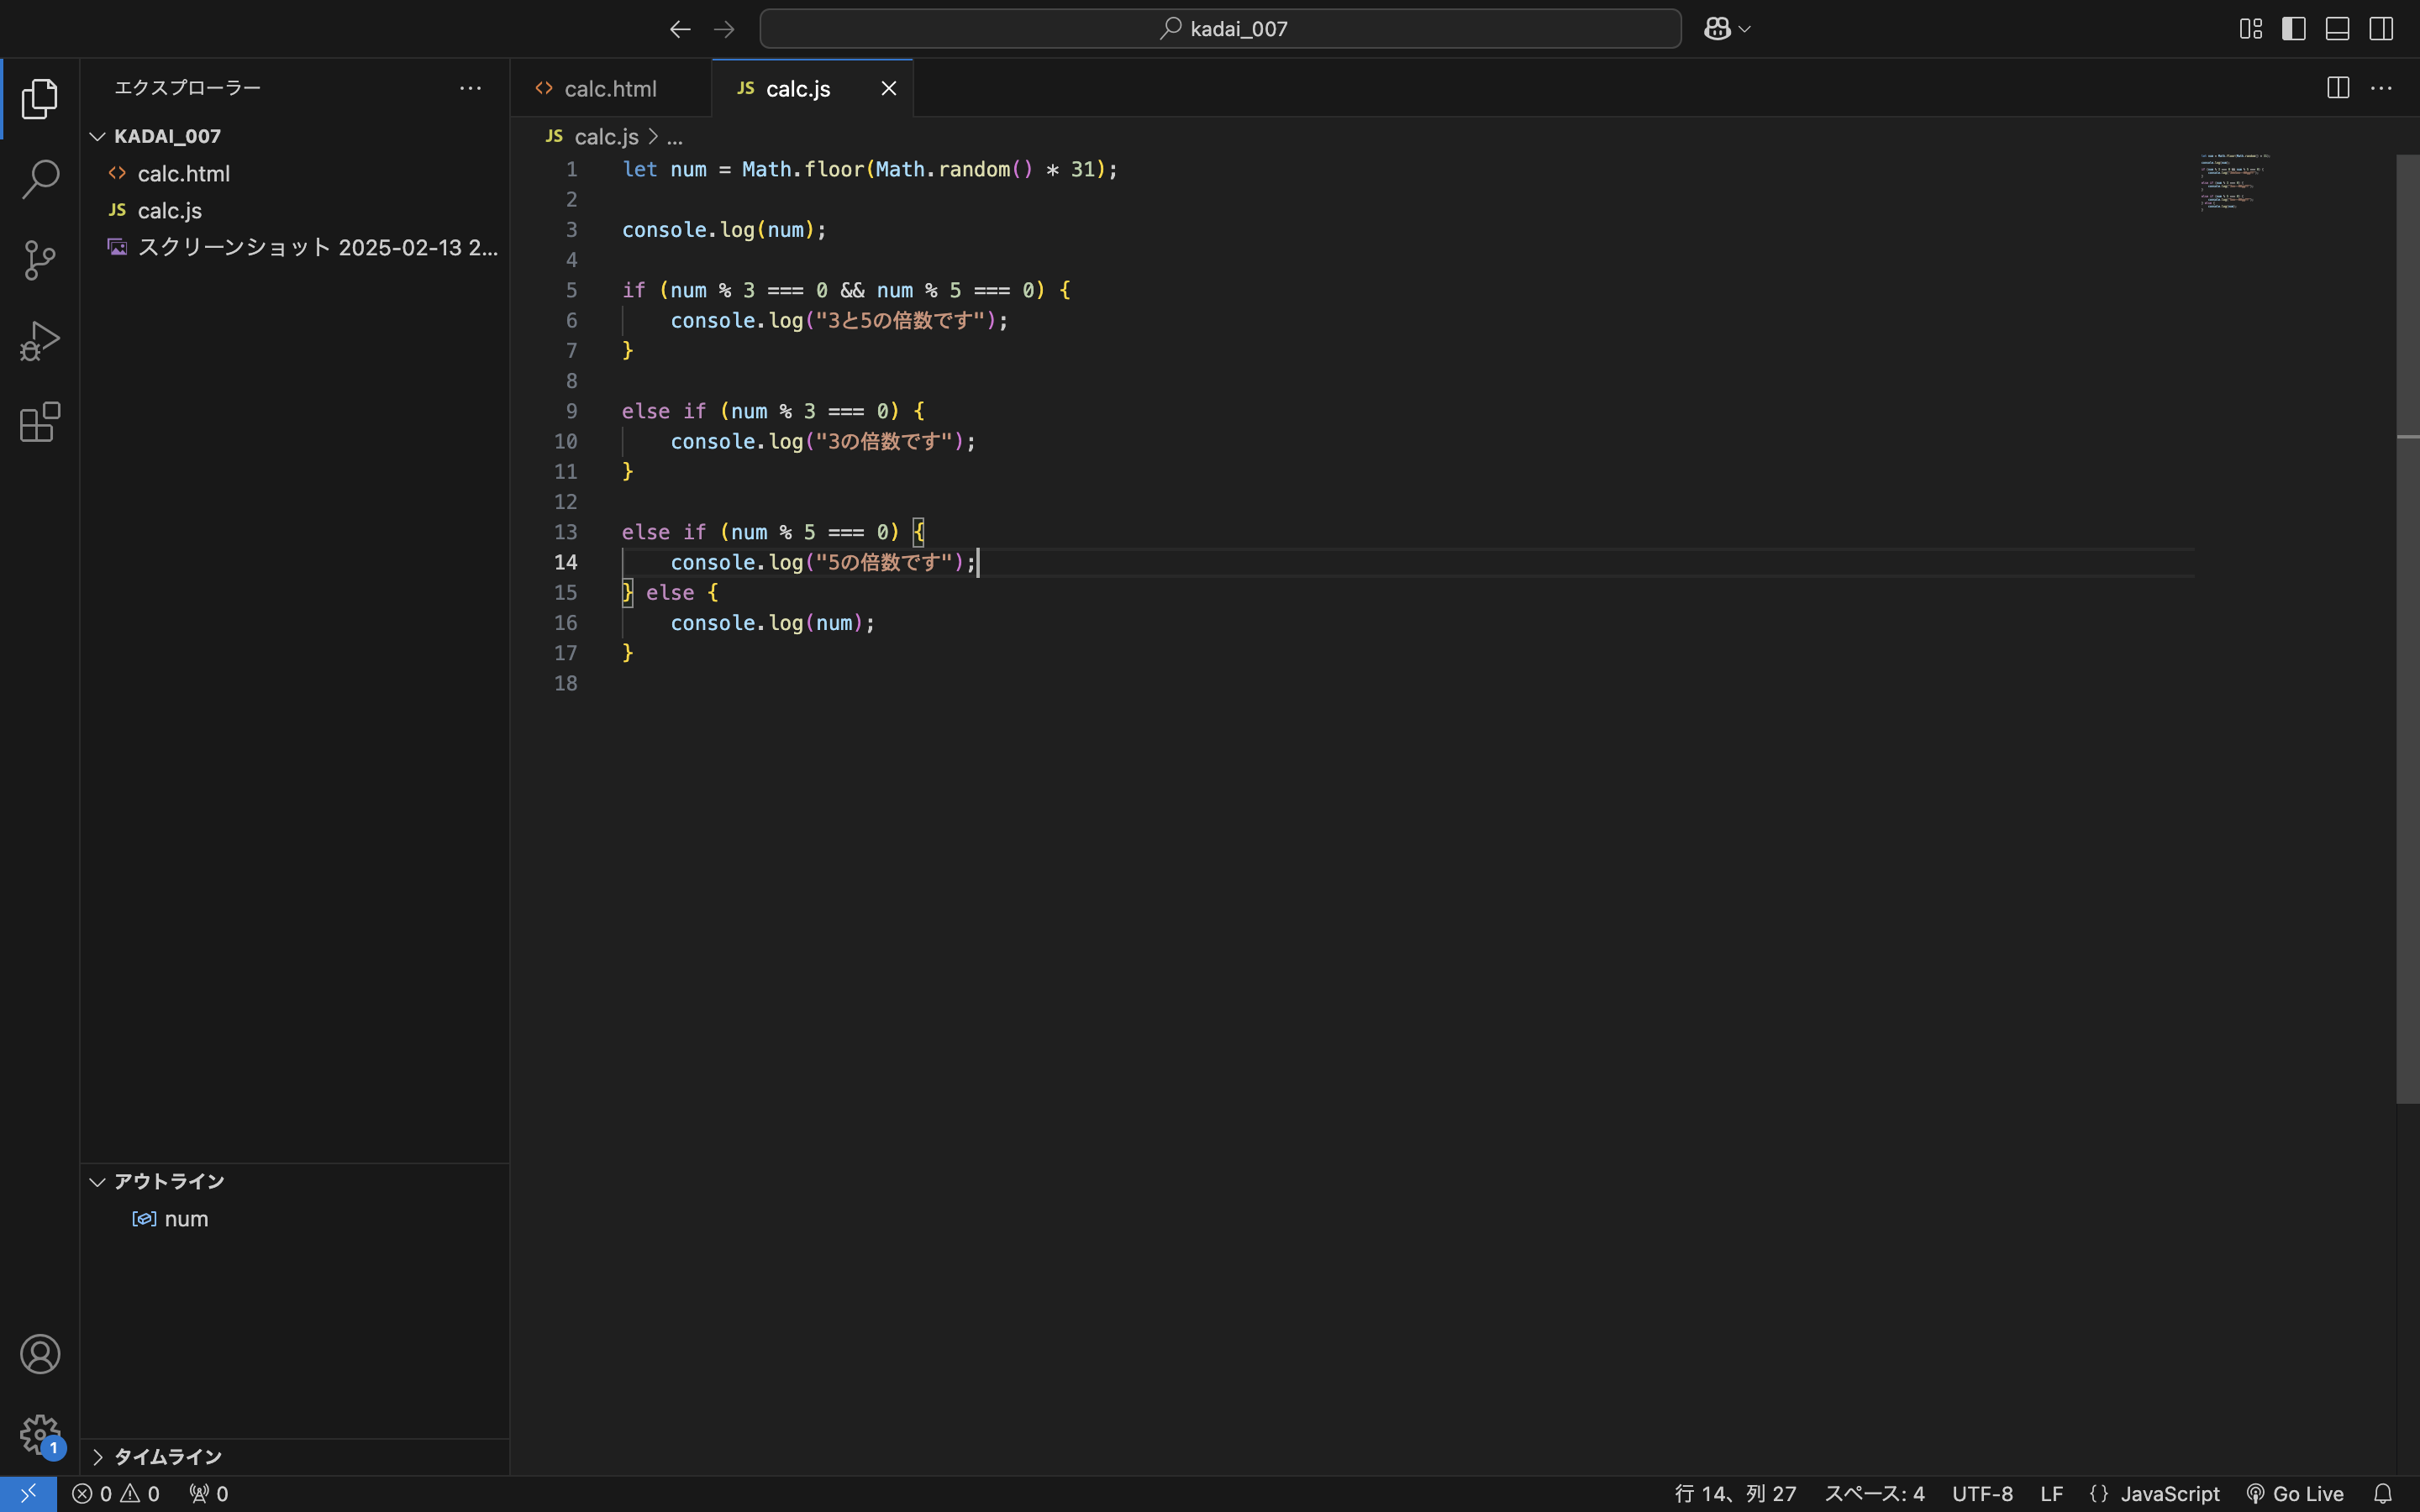 kadai_007
エクスプローラー
KADAI_007
calc.html
JS calc.js
スクリーンショット 2025-02-13 2...
アウトライン
num
タイムライン
calc.html
JS calc.js
JS calc.js > ...
1 let num = Math.floor(Math.random() * 31);
2
3 console.log(num);
4
5 if (num % 3 === 0 && num % 5 === 0) {
6 console.log("3と5の倍数です");
7 }
8
9 else if (num % 3 === 0) {
10 console.log("3の倍数です");
11 }
12
13 else if (num % 5 === 0) {
14 console.log("5の倍数です");
15 } else {
16 console.log(num);
17 }
18
1
0 0 0
行 14、列 27 スペース: 4 UTF-8 LF {} JavaScript Go Live